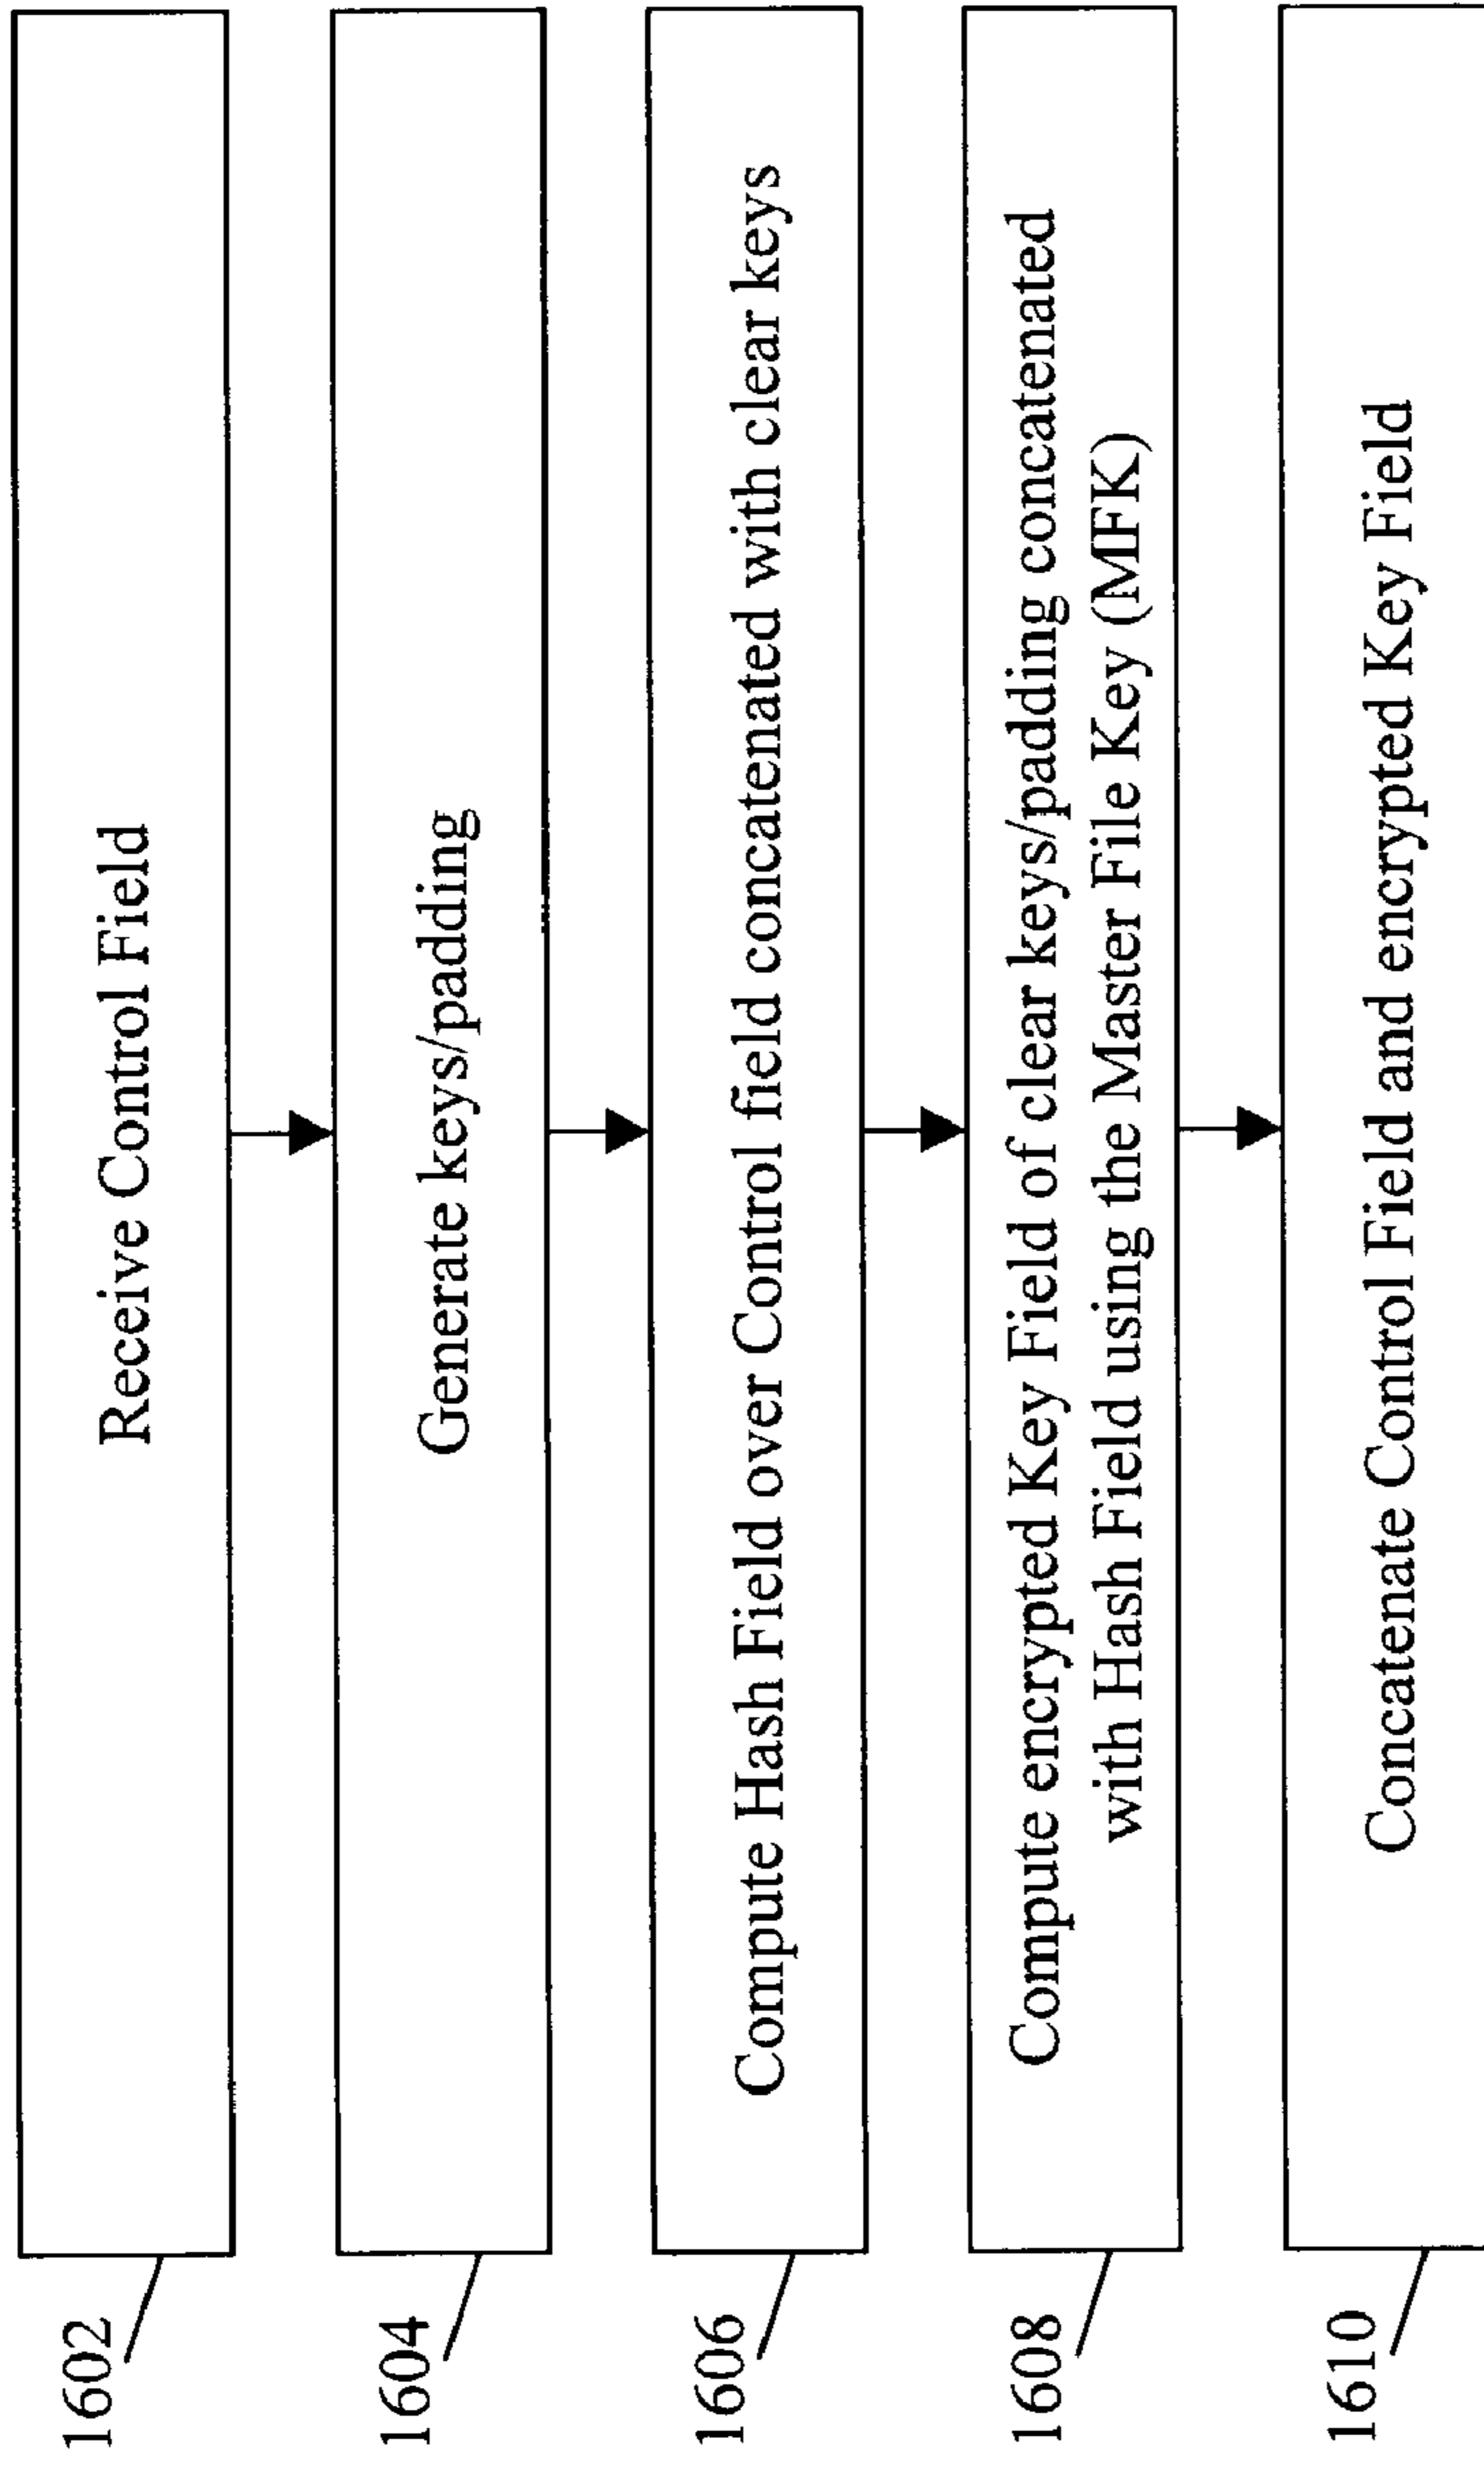 1602
Receive Control Field
1604
Generate keys/padding
1606
Compute Hash Field over Control field concatenated with clear keys
1608
Compute encrypted Key Field of clear keys/padding concatenated
with Hash Field using the Master File Key (MFK)
1610
Concatenate Control Field and encrypted Key Field